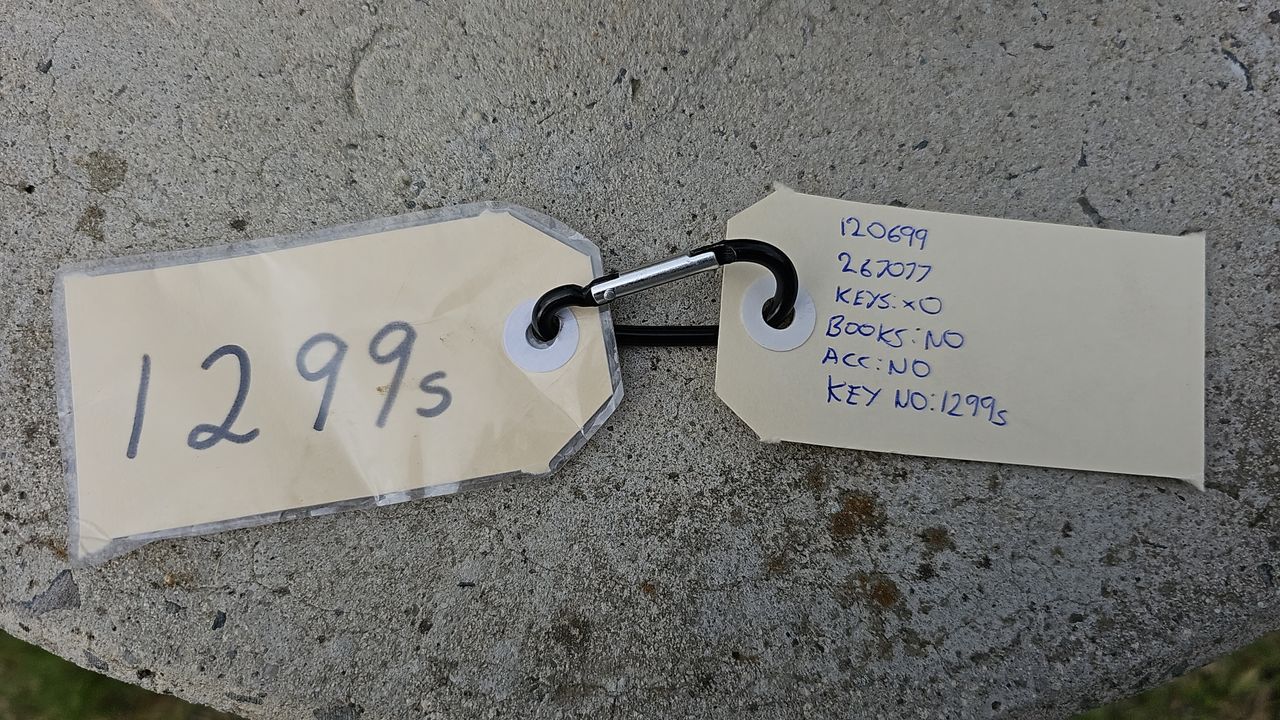 1299s
120699
267077
KEYS: x0
BOOKS: NO
ACC: NO
KEY NO: 1299s